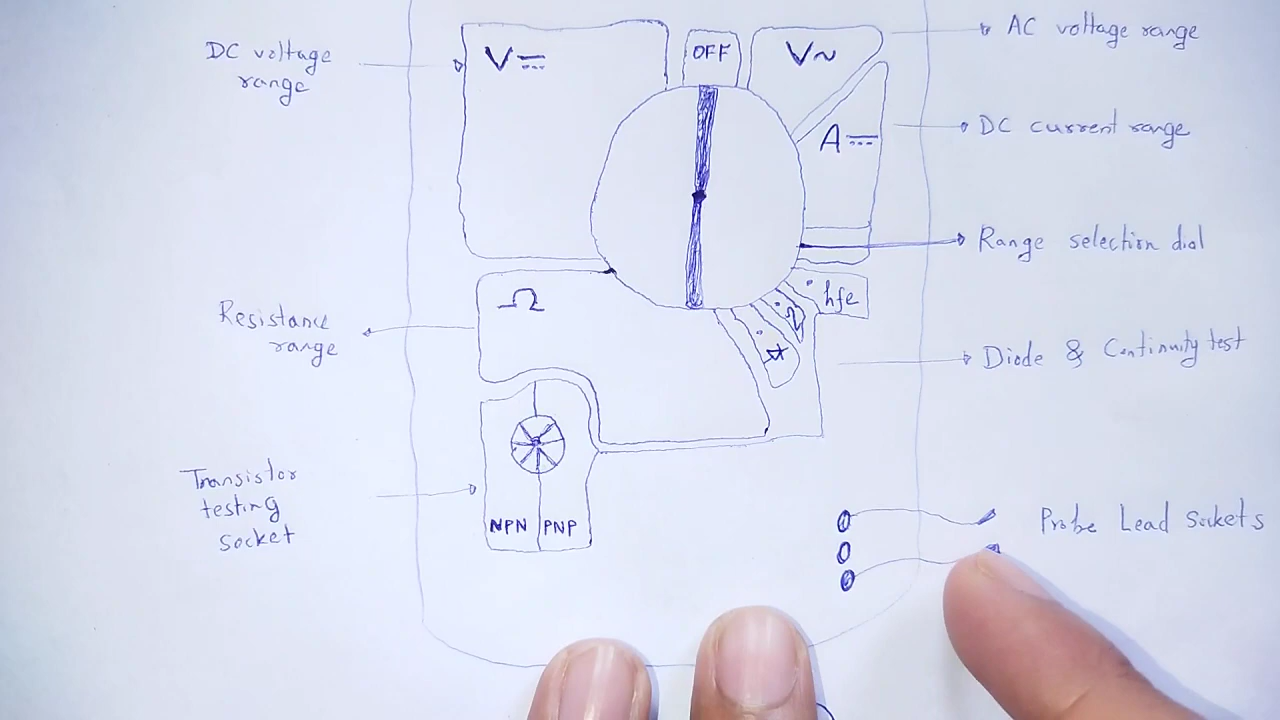 DC voltage
range
V⎓
OFF
V~
AC voltage range
A⎓
DC current range
Range selection dial
Ω
hfe
Resistance
range
Diode & Continuity test
Transistor
testing
socket
NPN PNP
Probe Lead Sockets